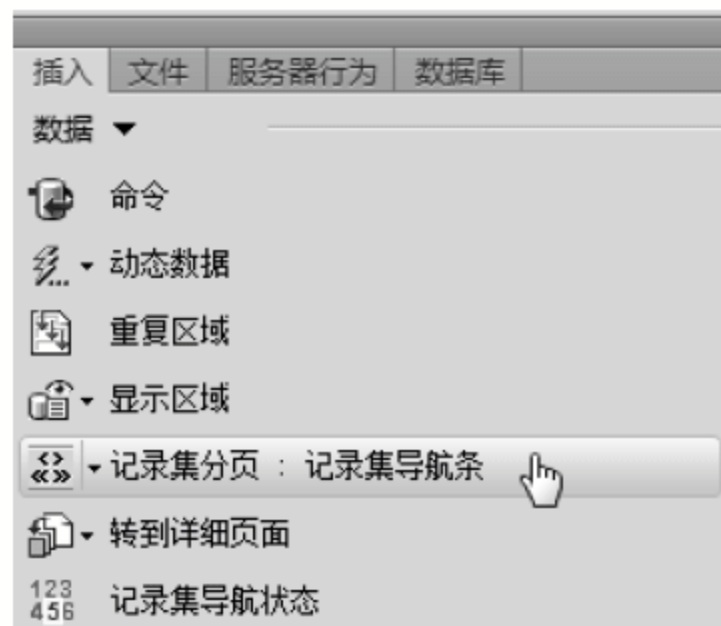 插入 文件 服务器行为 数据库
数据
命令
动态数据
重复区域
显示区域
记录集分页 : 记录集导航条
转到详细页面
123
456
记录集导航状态